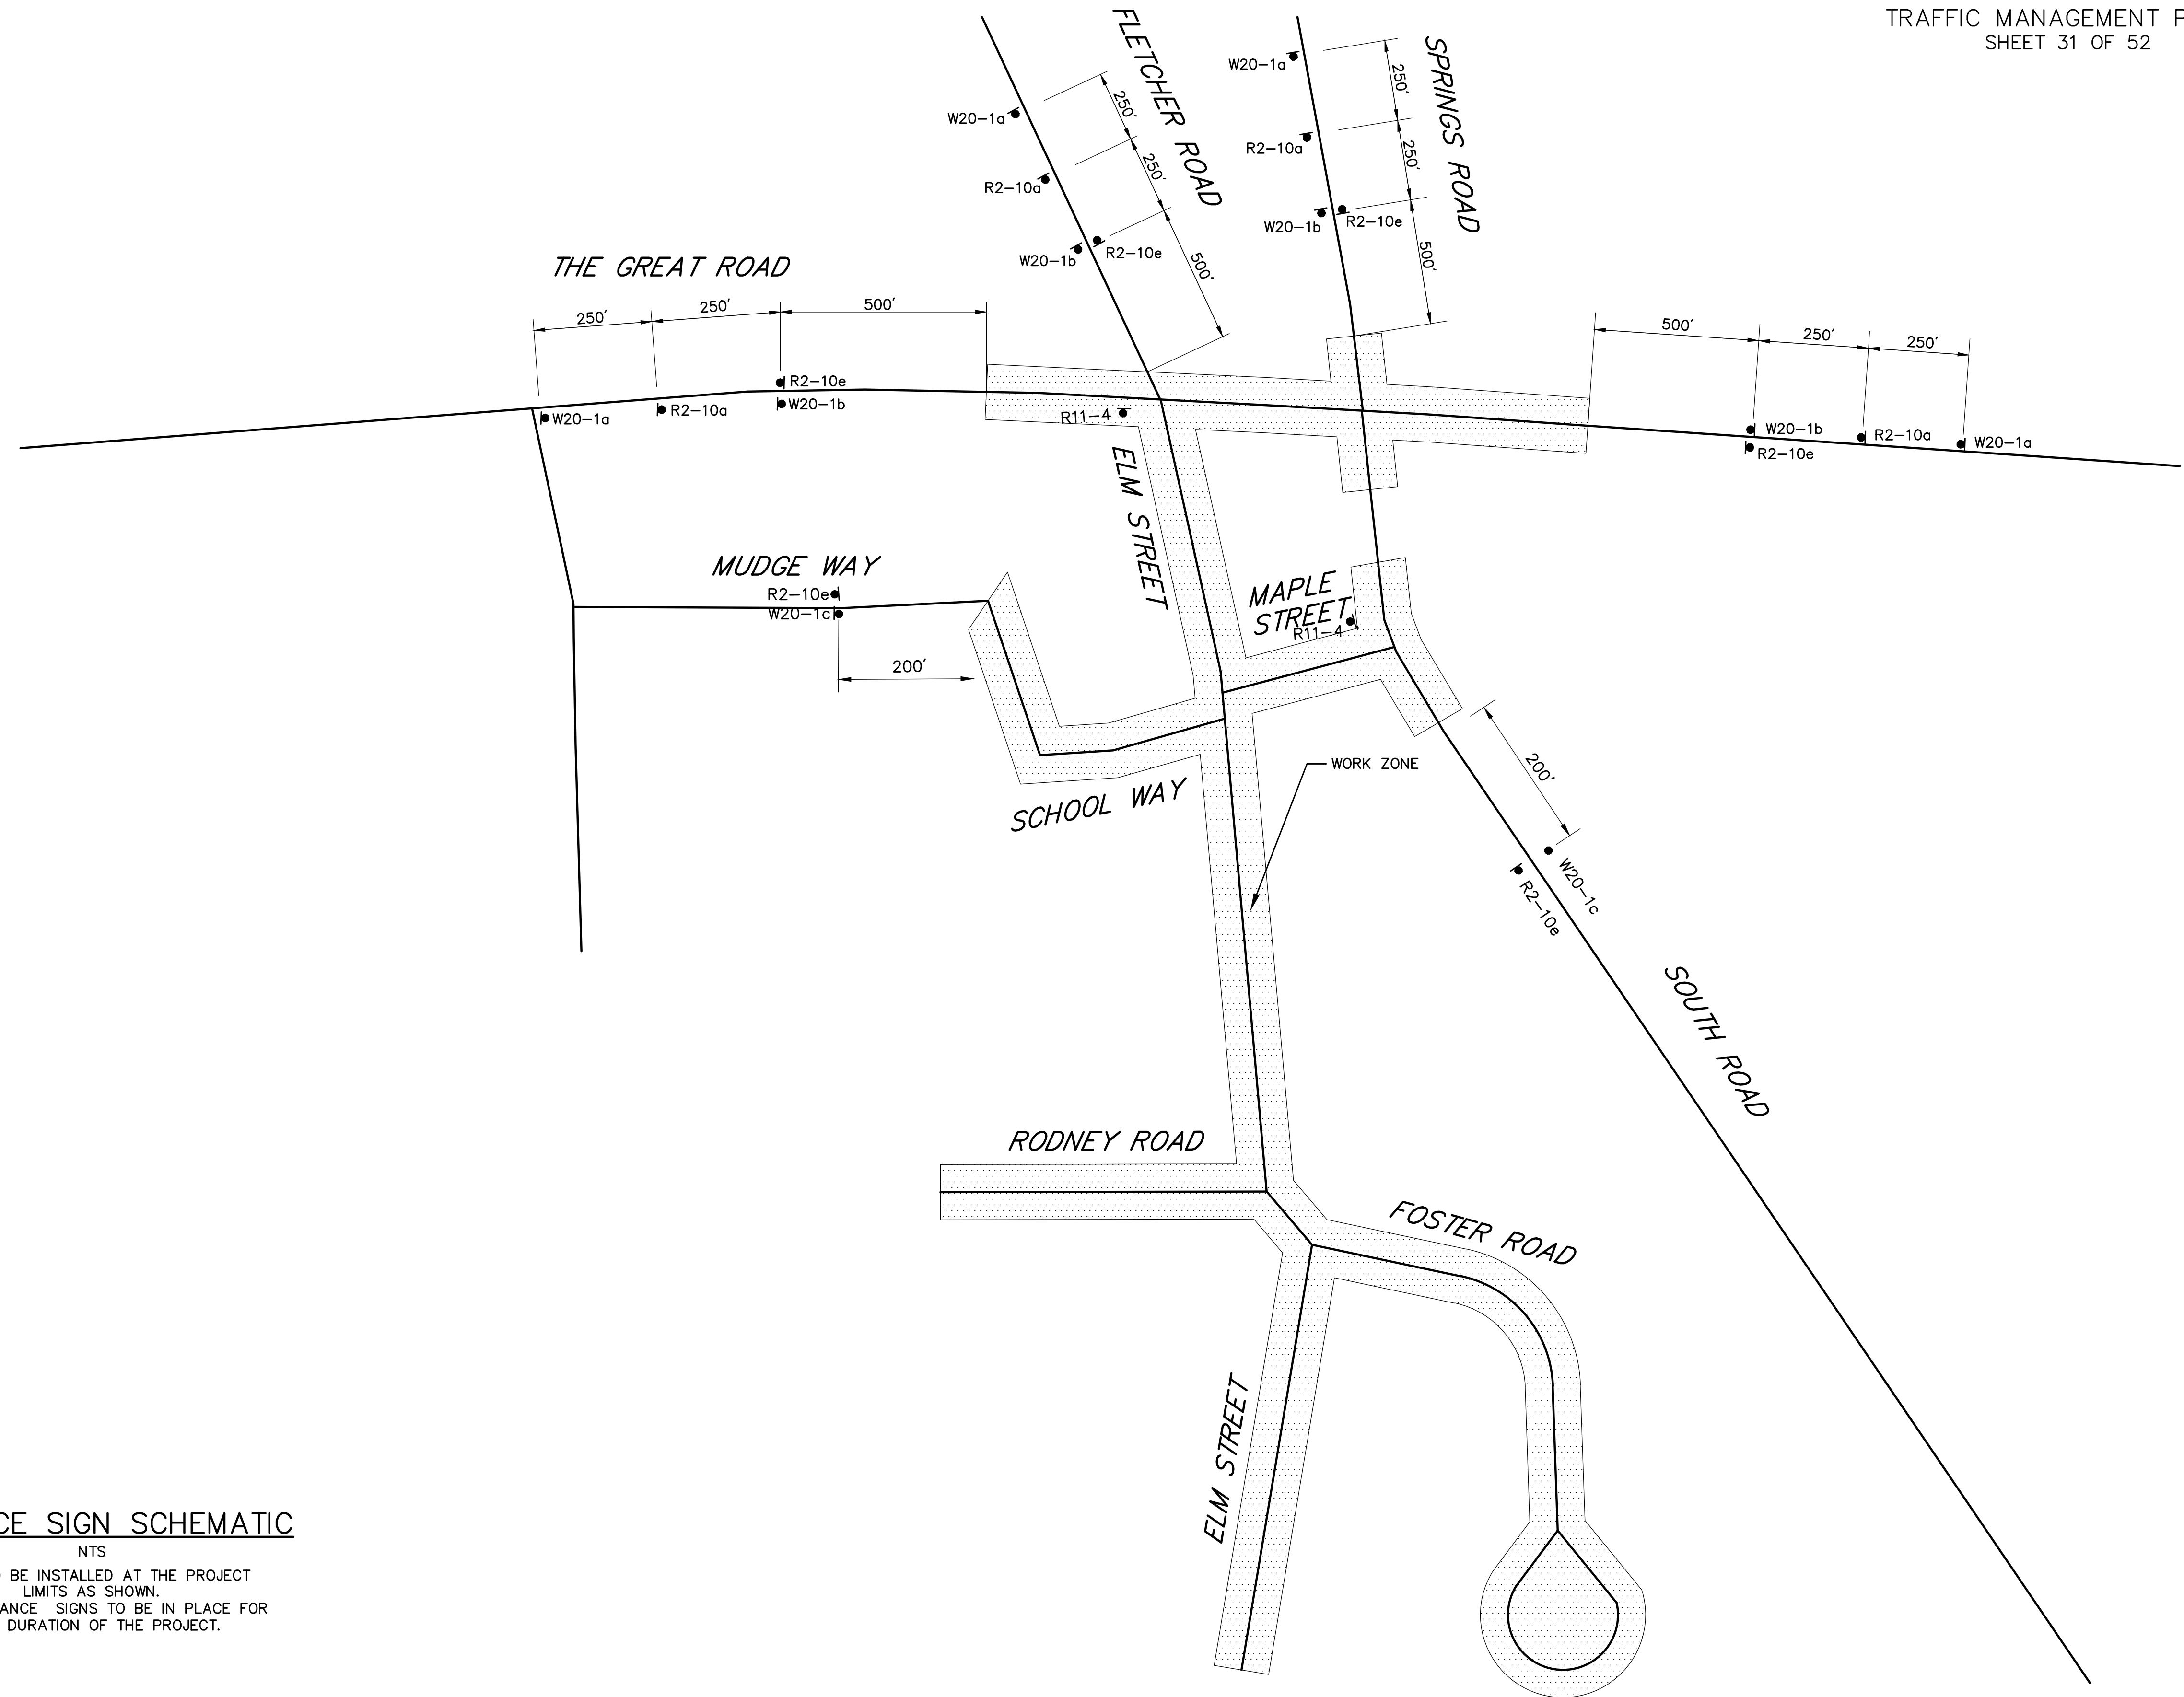 TRAFFIC MANAGEMENT P
SHEET 31 OF 52
FLETCHER ROAD
SPRINGS ROAD
W20-1a
250'
W20-1a
250'
R2-10a
250'
R2-10a
250'
W20-1b
R2-10e
500'
W20-1b
R2-10e
500'
THE GREAT ROAD
250'
250'
500'
500'
250'
250'
R2-10e
W20-1a
R2-10a
W20-1b
R11-4
W20-1b
R2-10a
W20-1a
R2-10e
ELM STREET
MUDGE WAY
R2-10e
W20-1c
200'
MAPLE
STREET
R11-4
WORK ZONE
SCHOOL WAY
200'
W20-1c
R2-10e
SOUTH ROAD
RODNEY ROAD
FOSTER ROAD
ELM STREET
CE SIGN SCHEMATIC
NTS
BE INSTALLED AT THE PROJECT
LIMITS AS SHOWN.
ANCE SIGNS TO BE IN PLACE FOR
DURATION OF THE PROJECT.